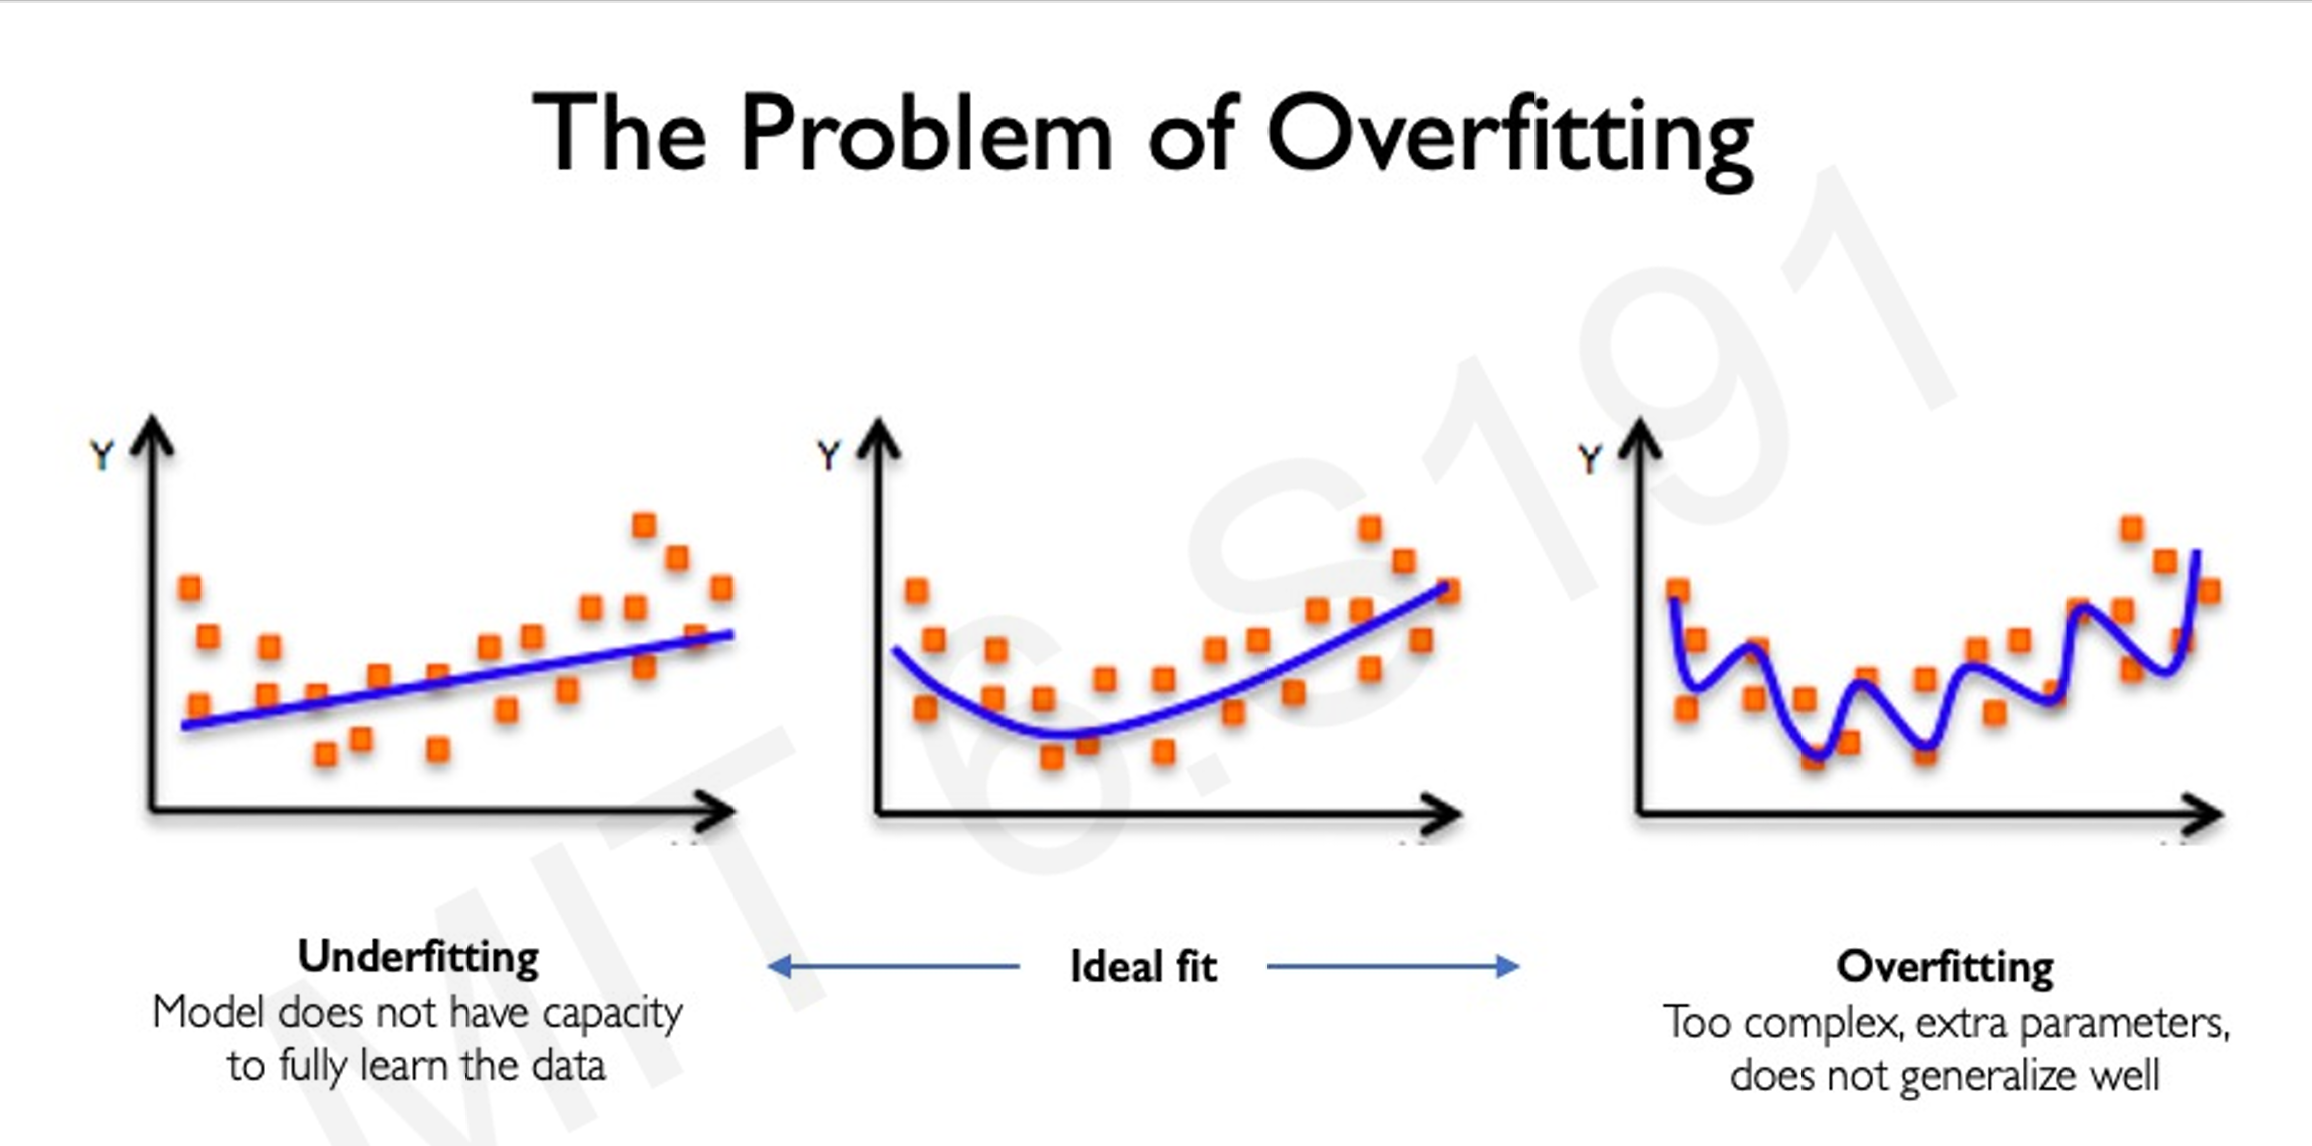 The Problem of Overfitting
Y
Y
Y
Underfitting
Model does not have capacity
to fully learn the data
Ideal fit
Overfitting
Too complex, extra parameters,
does not generalize well
MIT 6.S191